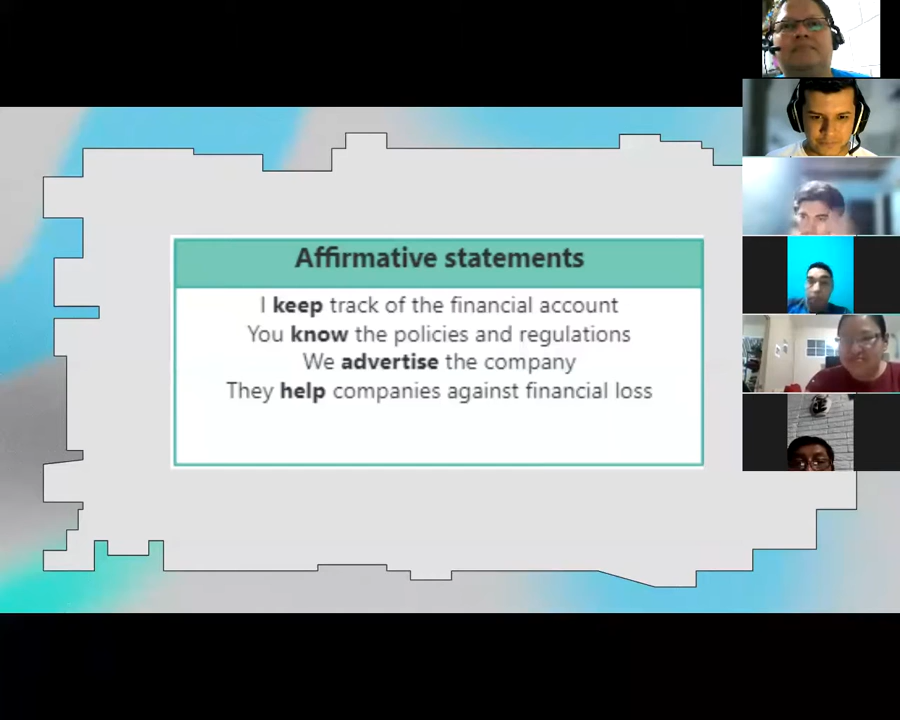 Affirmative statements
I keep track of the financial account
You know the policies and regulations
We advertise the company
They help companies against financial loss